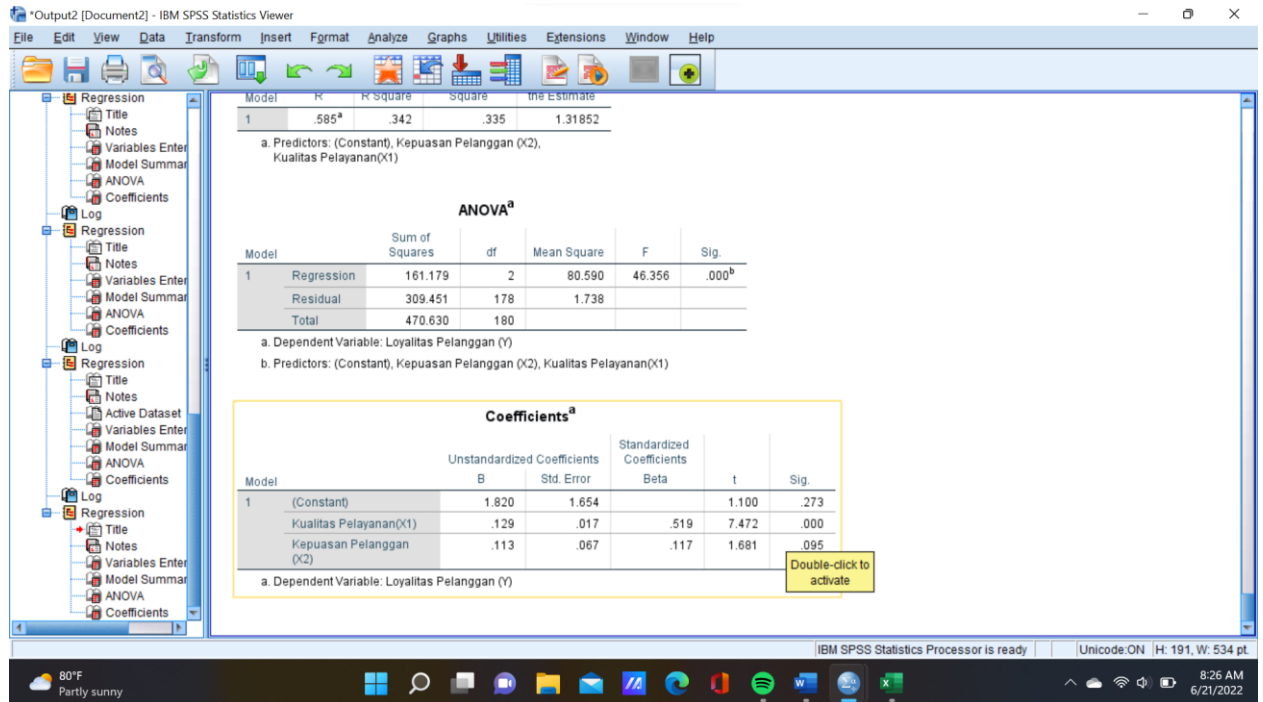 *Output2 [Document2] - IBM SPSS Statistics Viewer
File Edit View Data Transform Insert Format Analyze Graphs Utilities Extensions Window Help
Regression
Title
Notes
Variables Enter
Model Summar
ANOVA
Coefficients
Log
Regression
Title
Notes
Variables Enter
Model Summar
ANOVA
Coefficients
Log
Regression
Title
Notes
Active Dataset
Variables Enter
Model Summar
ANOVA
Coefficients
Log
Regression
Title
Notes
Variables Enter
Model Summar
ANOVA
Coefficients
Model R R Square Square the Estimate
1 .585a .342 .335 1.31852
a. Predictors: (Constant), Kepuasan Pelanggan (X2),
Kualitas Pelayanan(X1)
ANOVAa
Sum of
Model Squares df Mean Square F Sig.
1 Regression 161.179 2 80.590 46.356 .000b
Residual 309.451 178 1.738
Total 470.630 180
a. Dependent Variable: Loyalitas Pelanggan (Y)
b. Predictors: (Constant), Kepuasan Pelanggan (X2), Kualitas Pelayanan(X1)
Coefficientsa
Standardized
Unstandardized Coefficients Coefficients
Model B Std. Error Beta t Sig.
1 (Constant) 1.820 1.654 1.100 .273
Kualitas Pelayanan(X1) .129 .017 .519 7.472 .000
Kepuasan Pelanggan .113 .067 .117 1.681 .095
(X2)
Double-click to
activate
a. Dependent Variable: Loyalitas Pelanggan (Y)
IBM SPSS Statistics Processor is ready Unicode:ON H: 191, W: 534 pt.
80°F
Partly sunny
8:26 AM
6/21/2022